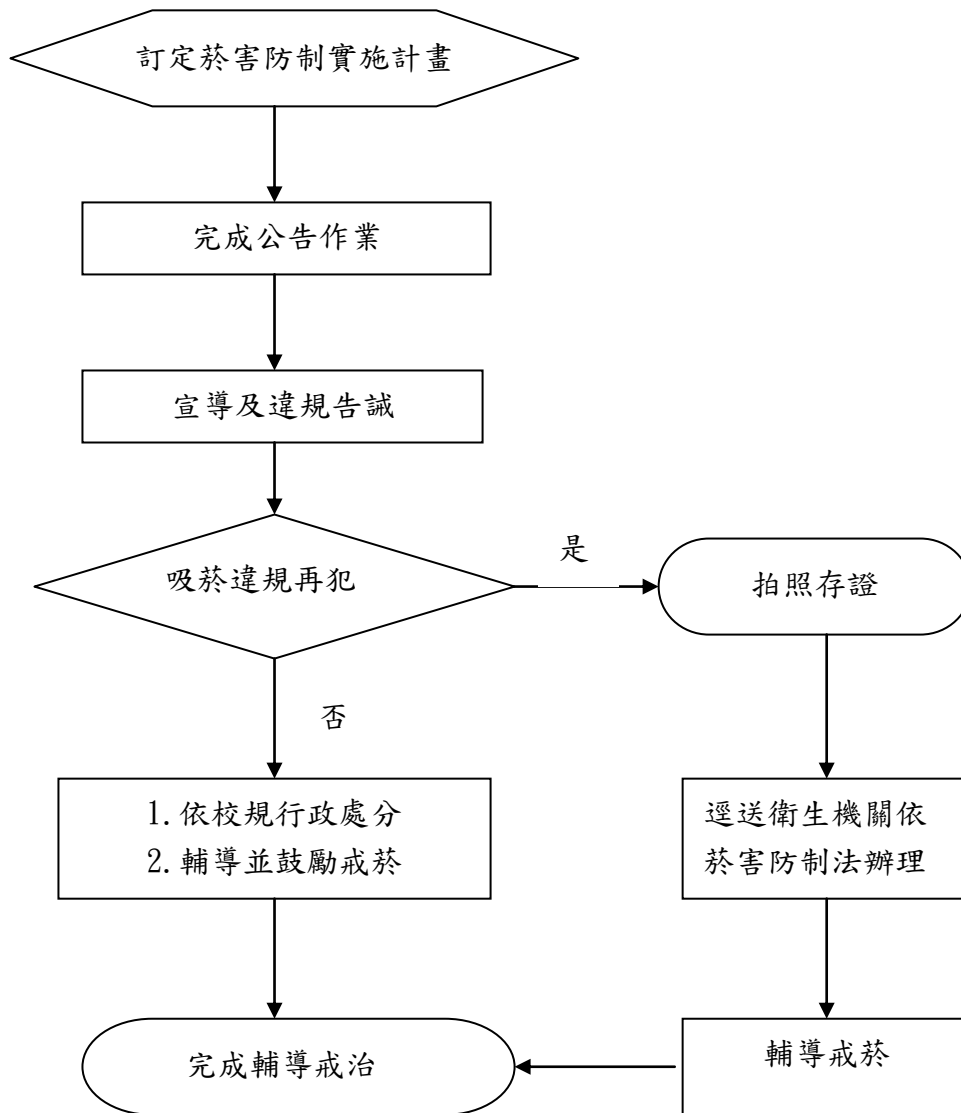 訂定菸害防制實施計畫
完成公告作業
宣導及違規告誡
吸菸違規再犯
是
拍照存證
否
1.依校規行政處分
2.輔導並鼓勵戒菸
逕送衛生機關依
菸害防制法辦理
完成輔導戒治
輔導戒菸